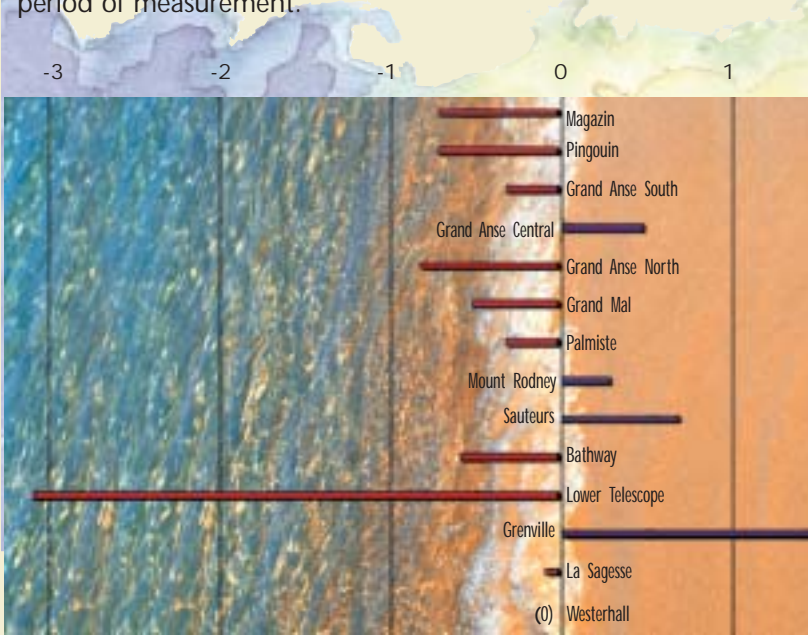 period of measurement.
-3 -2 -1 0 1
Magazin
Pingouin
Grand Anse South
Grand Anse Central
Grand Anse North
Grand Mal
Palmiste
Mount Rodney
Sauteurs
Bathway
Lower Telescope
Grenville
La Sagesse
(0) Westerhall